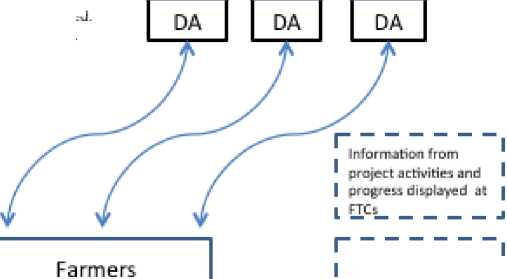 DA DA DA
Information from
project activities and
progress displayed at
FTCs
Farmers